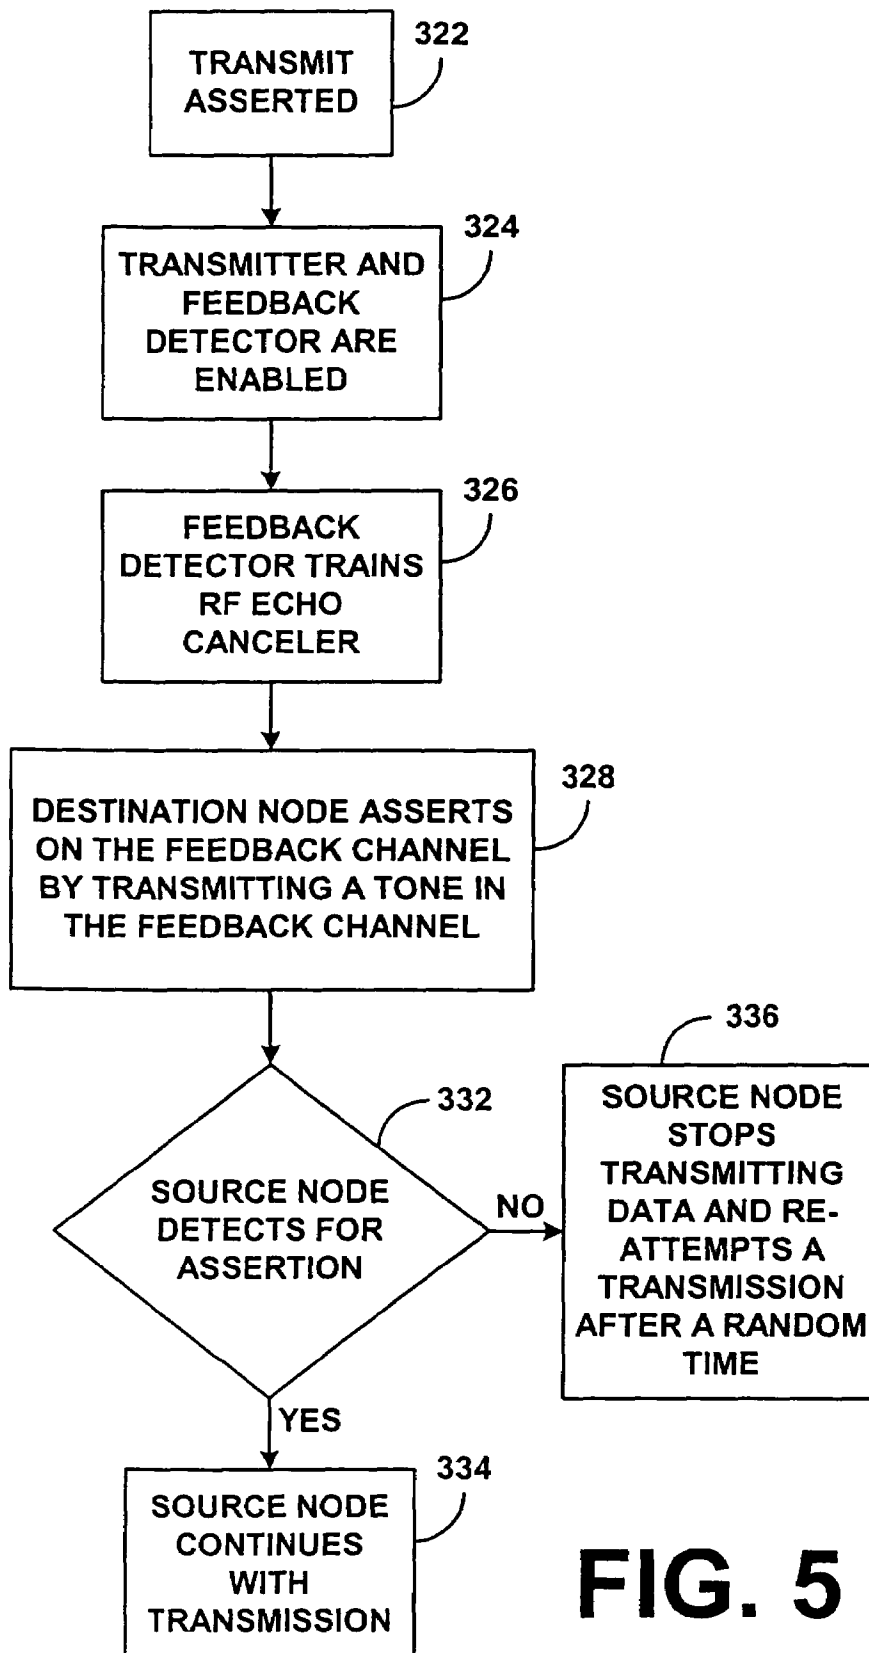 322
TRANSMIT
ASSERTED
324
TRANSMITTER AND
FEEDBACK
DETECTOR ARE
ENABLED
326
FEEDBACK
DETECTOR TRAINS
RF ECHO
CANCELER
328
DESTINATION NODE ASSERTS
ON THE FEEDBACK CHANNEL
BY TRANSMITTING A TONE IN
THE FEEDBACK CHANNEL
332
SOURCE NODE
DETECTS FOR
ASSERTION
NO
336
SOURCE NODE
STOPS
TRANSMITTING
DATA AND RE-
ATTEMPTS A
TRANSMISSION
AFTER A RANDOM
TIME
YES
334
SOURCE NODE
CONTINUES
WITH
TRANSMISSION
FIG. 5